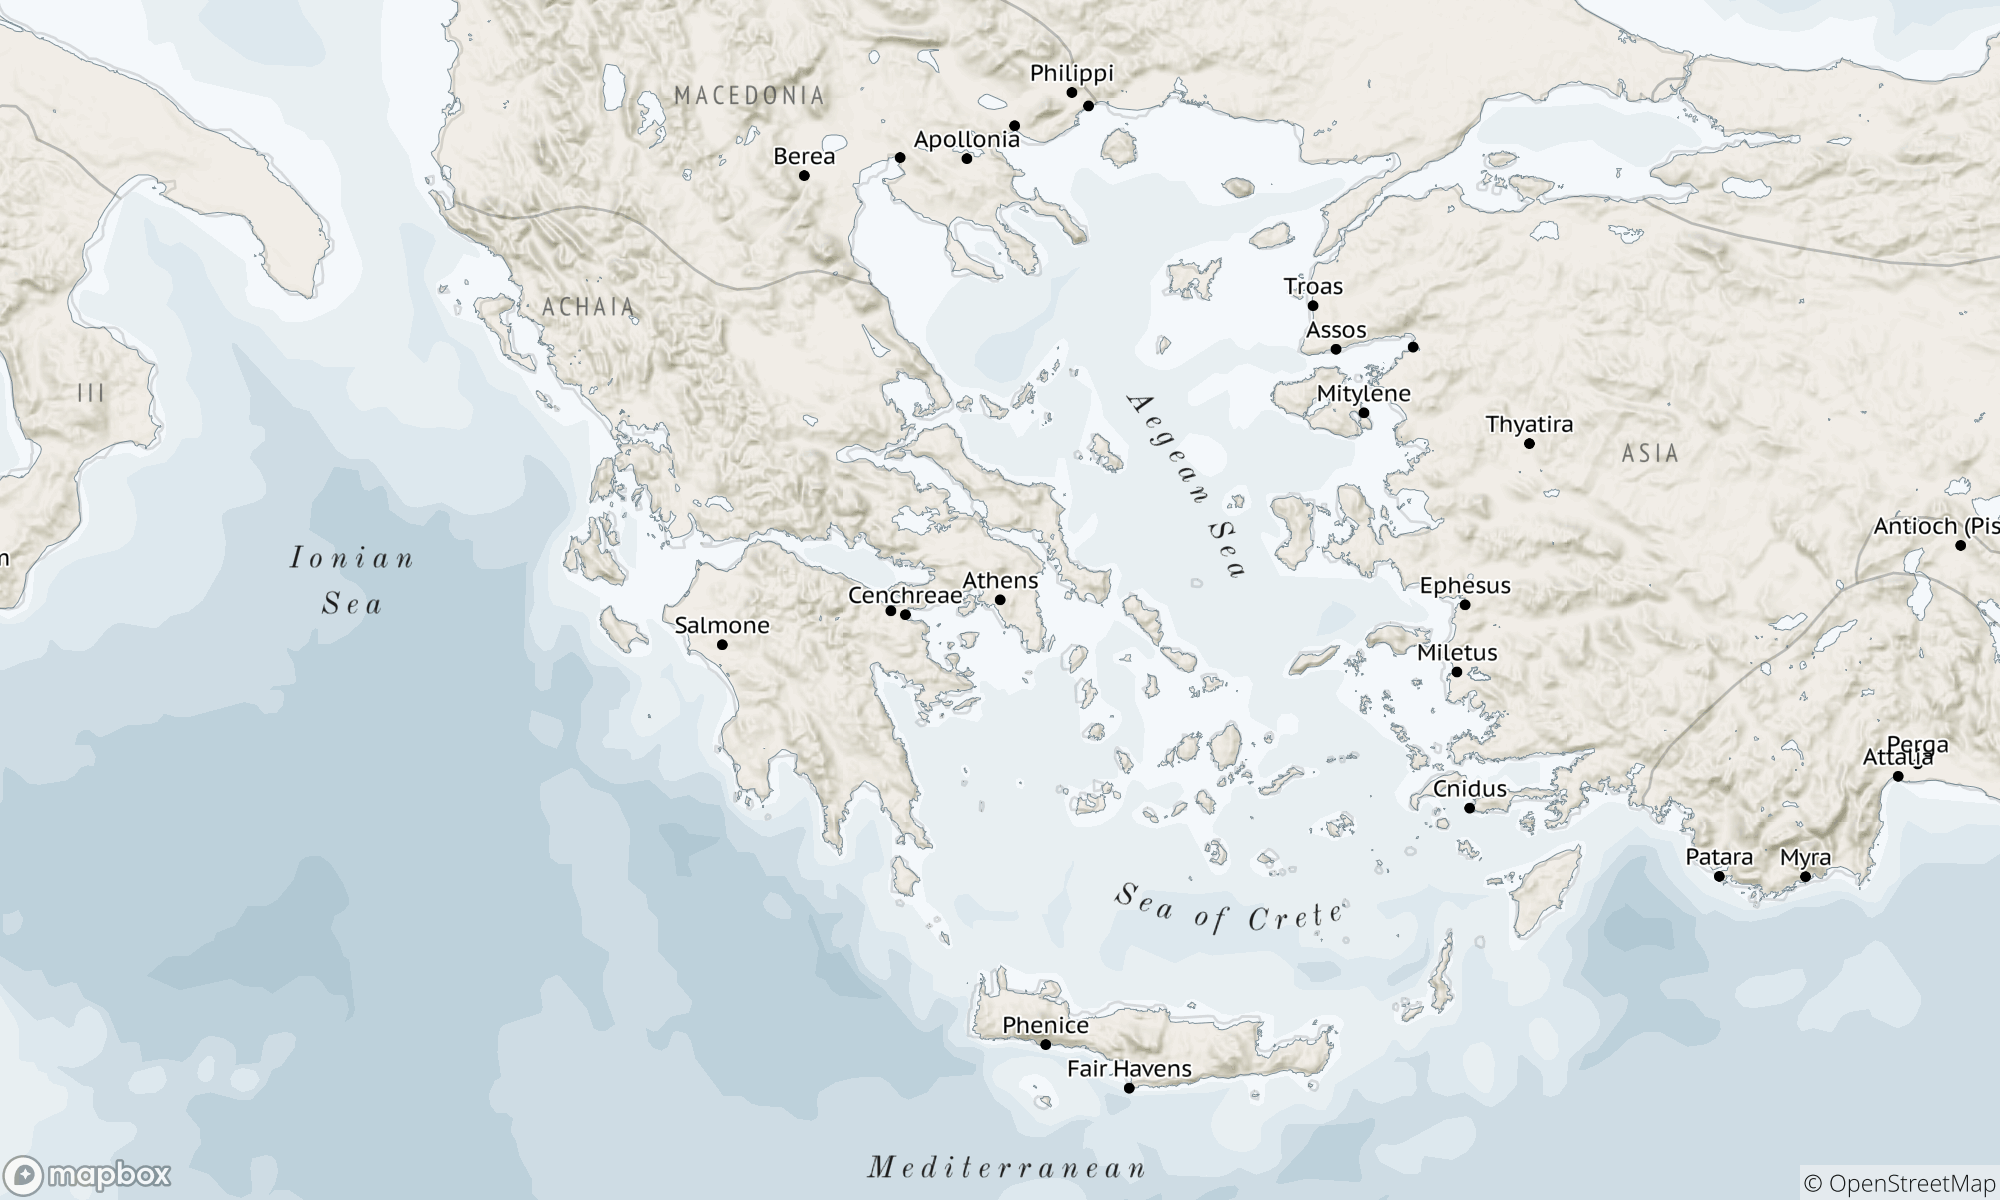 Philippi
MACEDONIA
Apollonia
Berea
Troas
ACHAIA
Assos
III
Mitylene
Aegean Sea
Thyatira
ASIA
Antioch (Pis
Ionian
Sea
m
Athens
Ephesus
Cenchreae
Salmone
Miletus
Perga
Attalia
Cnidus
Patara
Myra
Sea of Crete
Phenice
Fair Havens
Mediterranean
mapbox
© OpenStreetMap